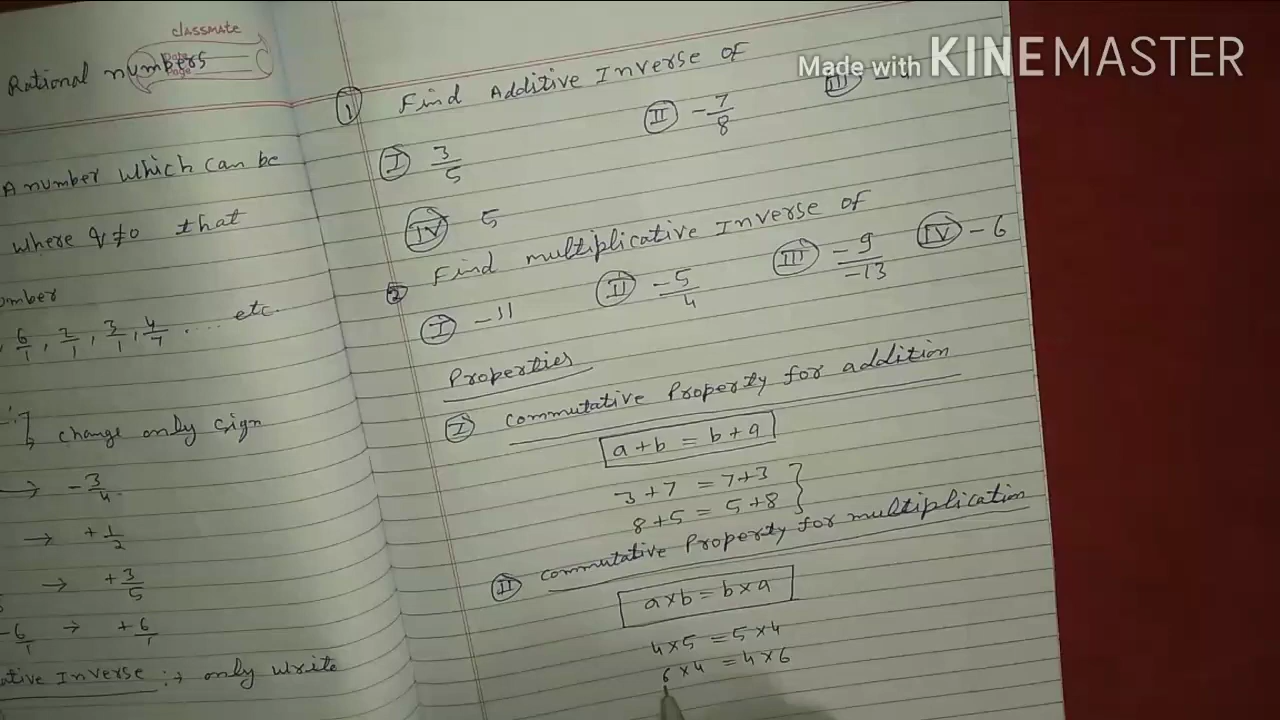 Made with KINEMASTER
classmate
Date
Page
Rational numbers
A number which can be
where q ≠ 0 that
umber
6/1, 2/1, 3/1, 4/7 .... etc.
change only sign
→ -3/4
→ +1/2
→ +3/5
-6/1 → +6/1
ative Inverse :→ only write
① Find Additive Inverse of
Ⓘ 3/5 Ⓘⓘ -7/8 III
IV 5
② Find multiplicative Inverse of
I -11 II -5/4 III -9/-13 IV -6
Properties
I commutative Property for addition
a+b = b+a
3+7 = 7+3
8+5 = 5+8
II commutative Property for multiplication
a×b = b×a
4×5 = 5×4
6×4 = 4×6